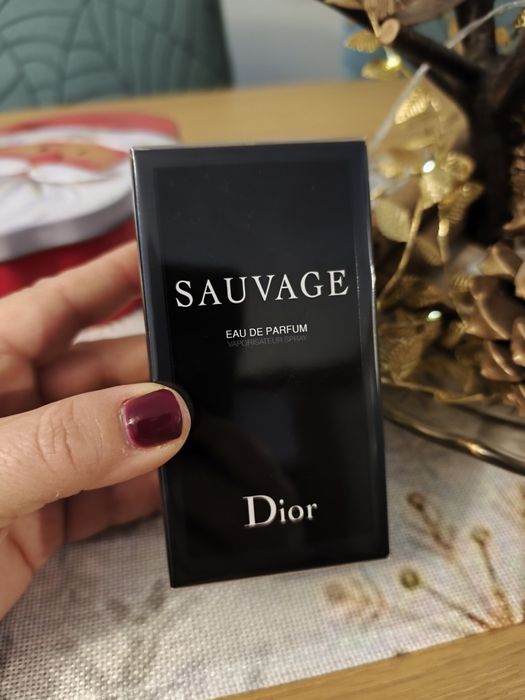 SAUVAGE
EAU DE PARFUM
VAPORISATEUR SPRAY
Dior